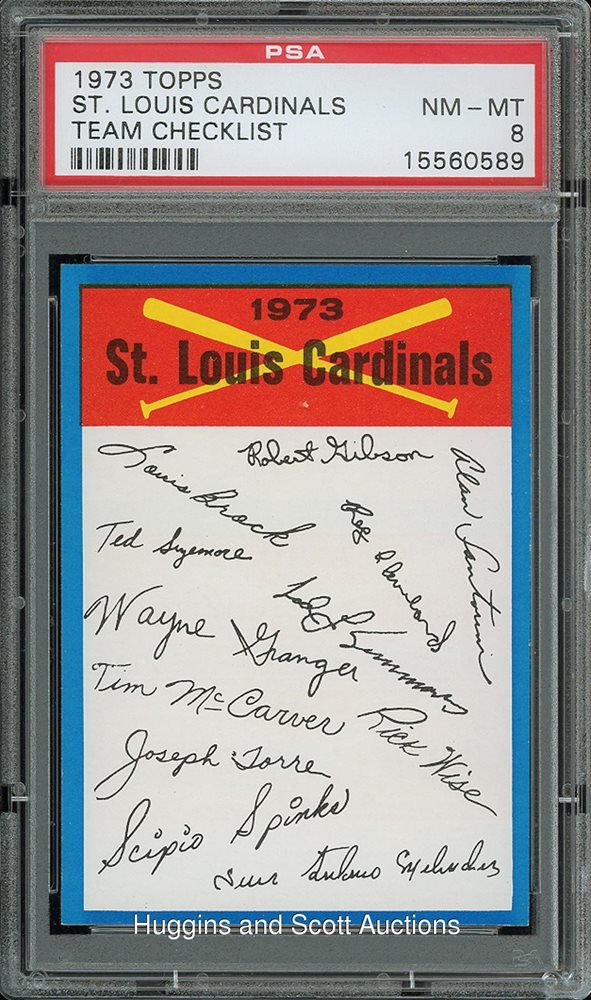 PSA
1973 TOPPS
ST. LOUIS CARDINALS NM - MT
TEAM CHECKLIST 8
15560589
1973
St. Louis Cardinals
Louis Brock
Robert Gibson
Alan Santorini
Ted Sizemore
Wayne Granger
Simmons
Tim McCarver
Rick Wise
Joseph Torre
Scipio Spinks
Luis Antonio Melendez
Huggins and Scott Auctions